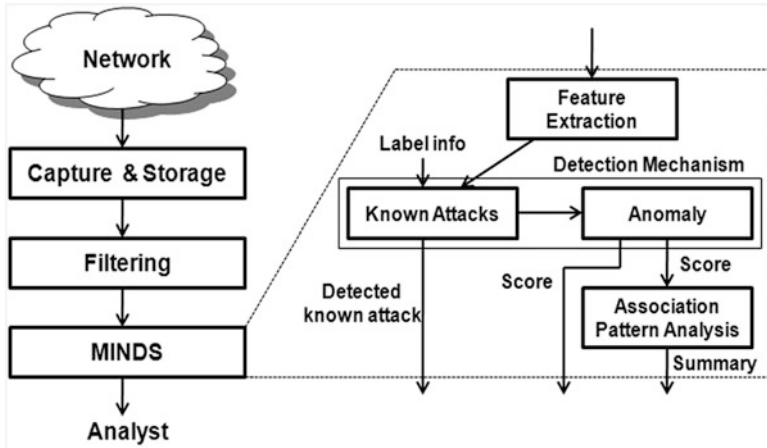 Network
Capture & Storage
Filtering
MINDS
Analyst
Feature
Extraction
Label info
Detection Mechanism
Known Attacks
Anomaly
Detected
known attack
Score
Score
Association
Pattern Analysis
Summary